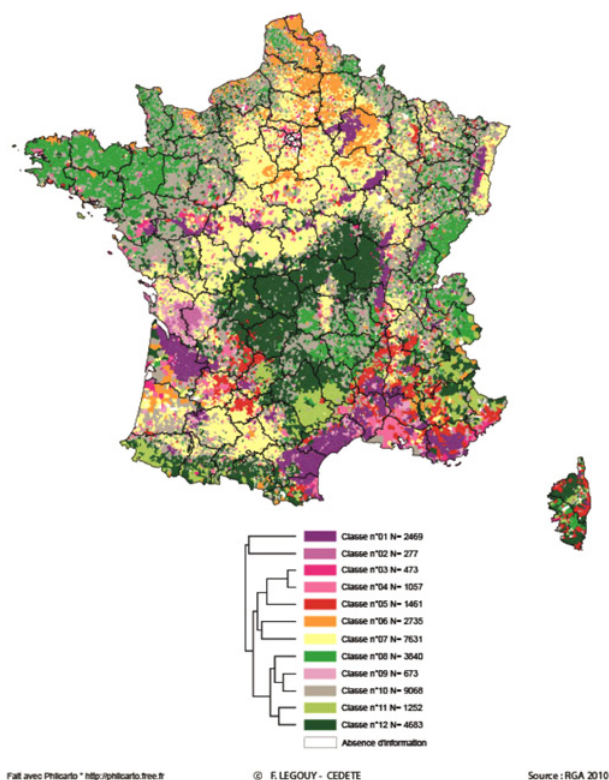 Classe n°01 N= 2469
Classe n°02 N= 277
Classe n°03 N= 473
Classe n°04 N= 1057
Classe n°05 N= 1461
Classe n°06 N= 2735
Classe n°07 N= 7631
Classe n°08 N= 3840
Classe n°09 N= 673
Classe n°10 N= 9068
Classe n°11 N= 1252
Classe n°12 N= 4683
Absence d'information
Fait avec Philcarto * http://philcarto.free.fr
© F. LEGOUY - CEDETE
Source : RGA 2010